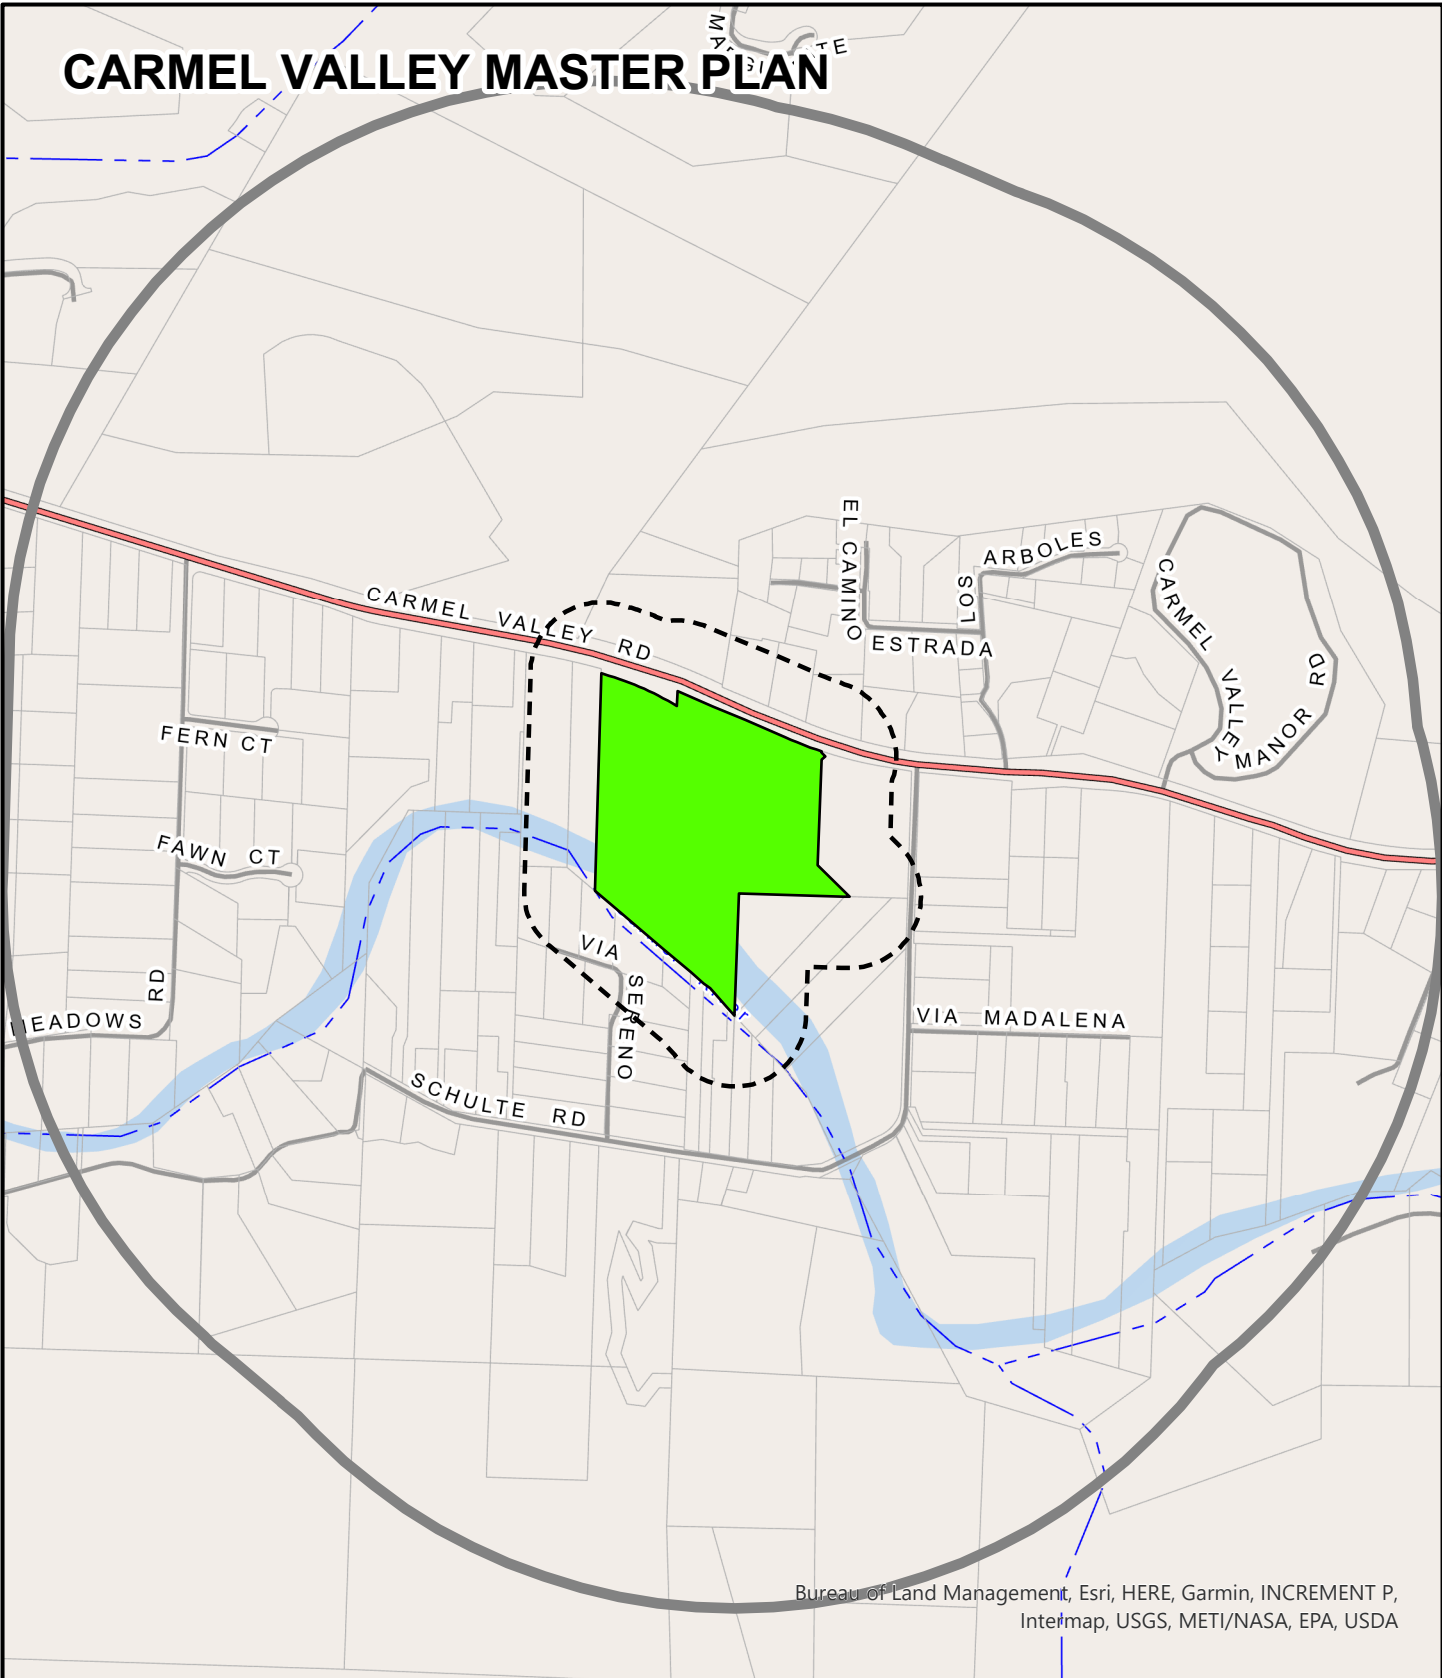 CARMEL VALLEY MASTER PLAN
EL CAMINO
ARBOLES
LOS
ESTRADA
CARMEL VALLEY
MANOR
RD
CARMEL VALLEY RD
FERN CT
FAWN CT
VIA
SERENO
RD
MEADOWS
VIA MADALENA
SCHULTE RD
Bureau of Land Management, Esri, HERE, Garmin, INCREMENT P,
Intermap, USGS, METI/NASA, EPA, USDA